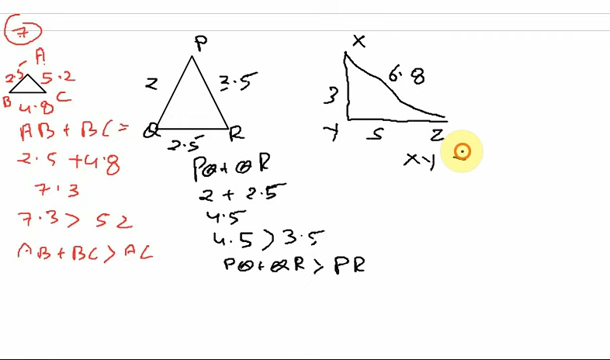 7
A
2.5 5.2
B C
4.8
AB + BC =
2.5 + 4.8
7.3
7.3 > 52
AB + BC > AC
P
2 3.5
Q R
2.5
PQ + QR
2 + 2.5
4.5
4.5 > 3.5
PQ + QR > PR
X
6.8
3
Y 5 Z
XY